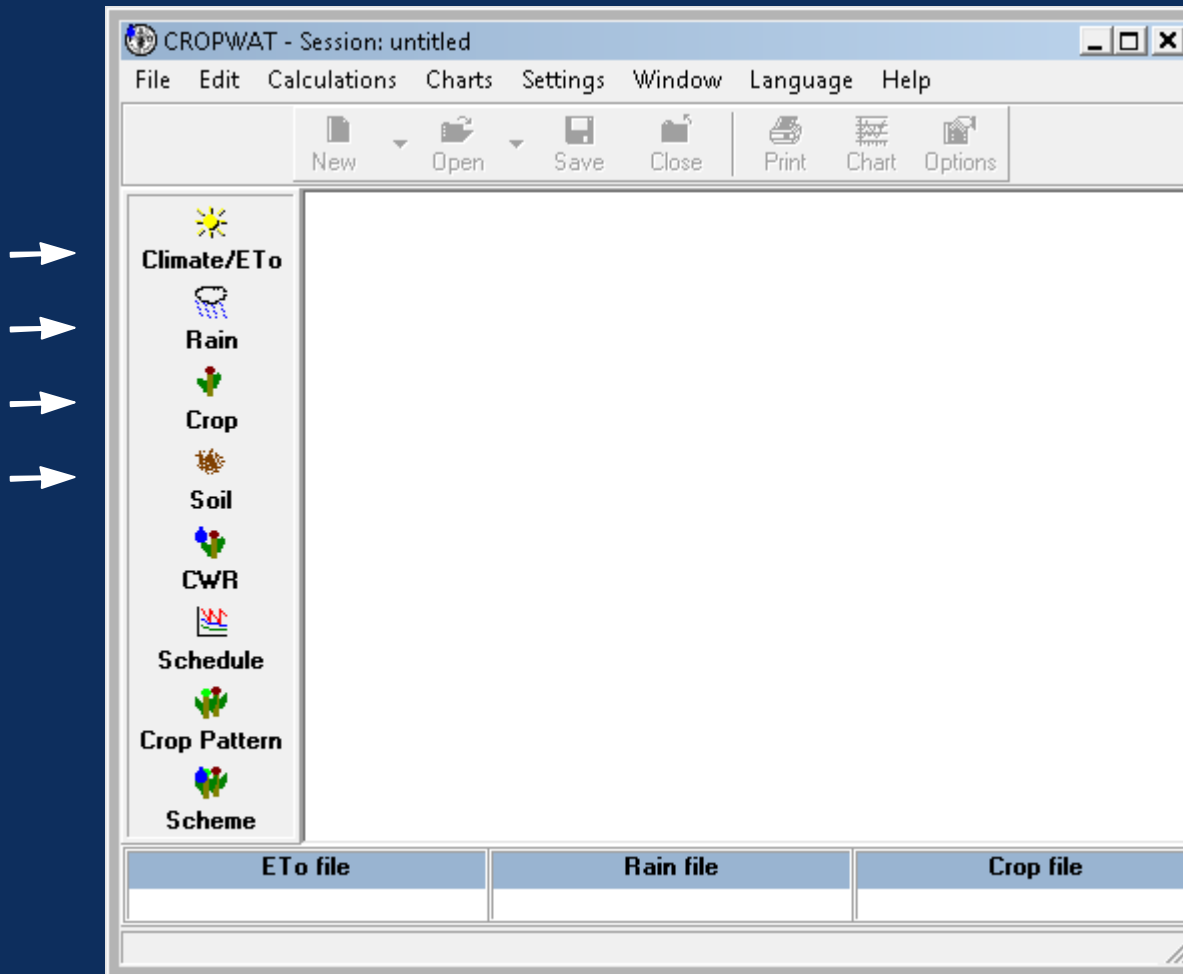 CROPWAT - Session: untitled
File Edit Calculations Charts Settings Window Language Help
New Open Save Close Print Chart Options
Climate/ETo
Rain
Crop
Soil
CWR
Schedule
Crop Pattern
Scheme
ETo file Rain file Crop file